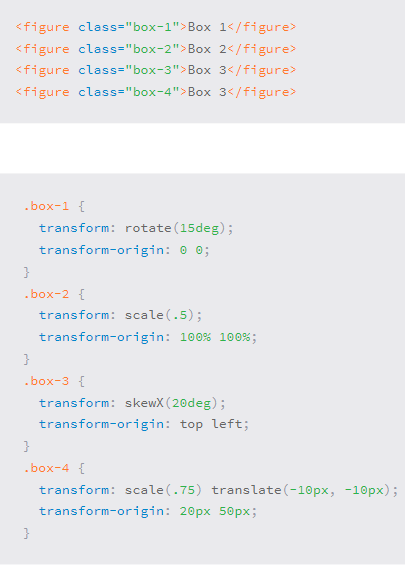 <figure class="box-1">Box 1</figure>
<figure class="box-2">Box 2</figure>
<figure class="box-3">Box 3</figure>
<figure class="box-4">Box 3</figure>
.box-1 {
  transform: rotate(15deg);
  transform-origin: 0 0;
}
.box-2 {
  transform: scale(.5);
  transform-origin: 100% 100%;
}
.box-3 {
  transform: skewX(20deg);
  transform-origin: top left;
}
.box-4 {
  transform: scale(.75) translate(-10px, -10px);
  transform-origin: 20px 50px;
}